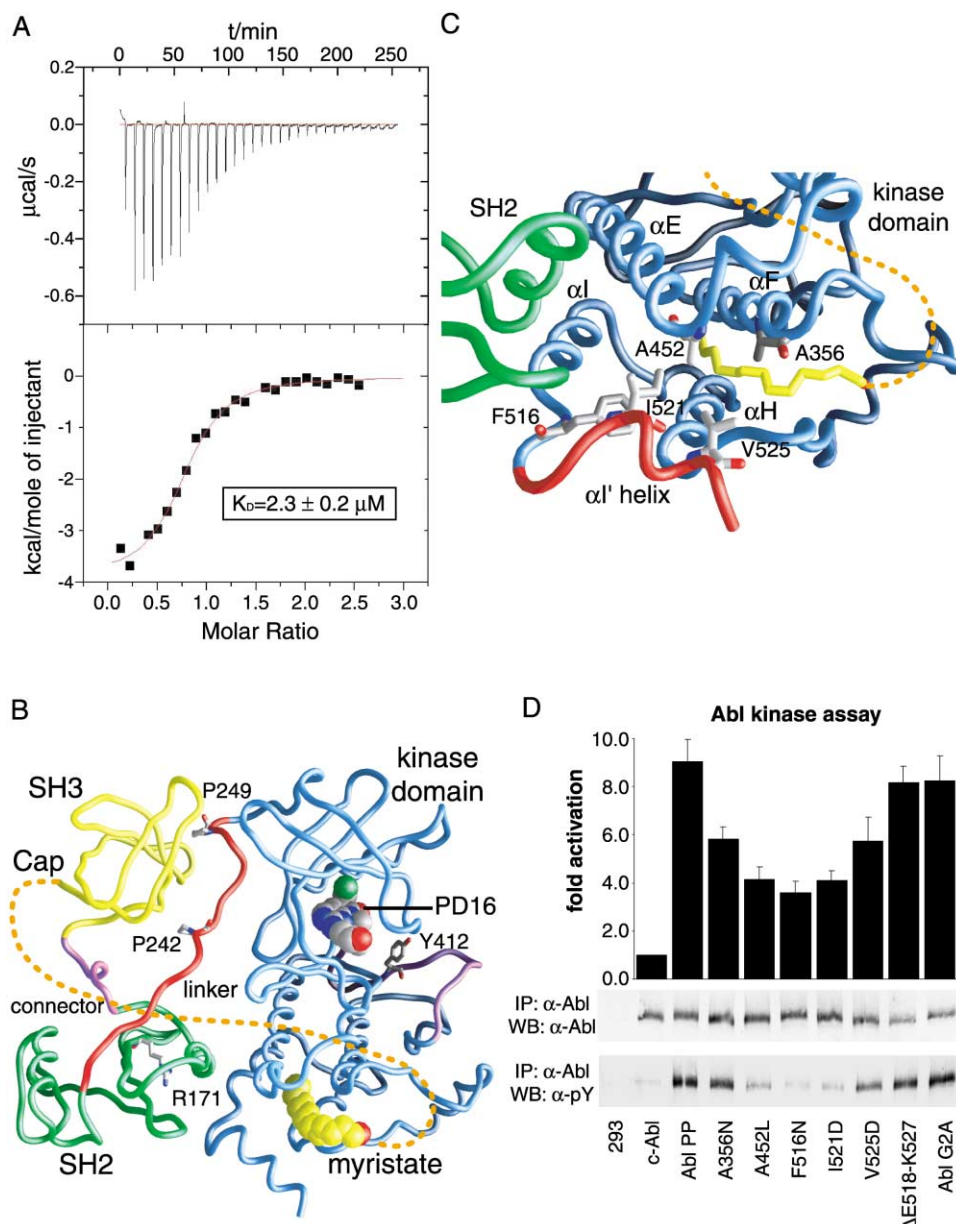 A
t/min
0 50 100 150 200 250
0.2
0.0
-0.2
-0.4
-0.6
μcal/s
0
-1
-2
-3
-4
kcal/mole of injectant
K_D=2.3 ± 0.2 μM
0.0 0.5 1.0 1.5 2.0 2.5 3.0
Molar Ratio
B
SH3
P249
kinase
domain
Cap
PD16
P242
Y412
linker
connector
R171
SH2
myristate
C
SH2
kinase
domain
αE
αI
αF
A452
A356
F516
I521
αH
V525
αI' helix
D
Abl kinase assay
10.0
8.0
6.0
4.0
2.0
0.0
fold activation
IP: α-Abl
WB: α-Abl
IP: α-Abl
WB: α-pY
293
c-Abl
Abl PP
A356N
A452L
F516N
I521D
V525D
ΔE518-K527
Abl G2A